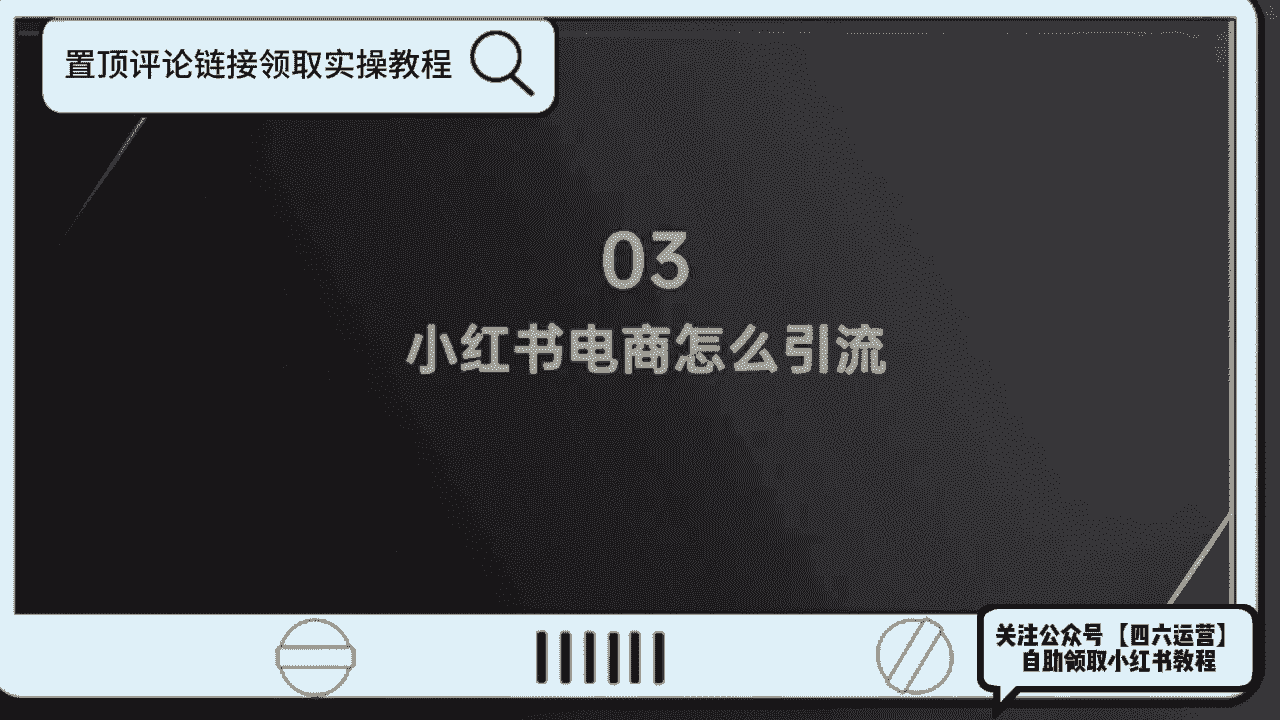 置顶评论链接领取实操教程
03
小红书电商怎么引流
关注公众号【四六运营】
自助领取小红书教程